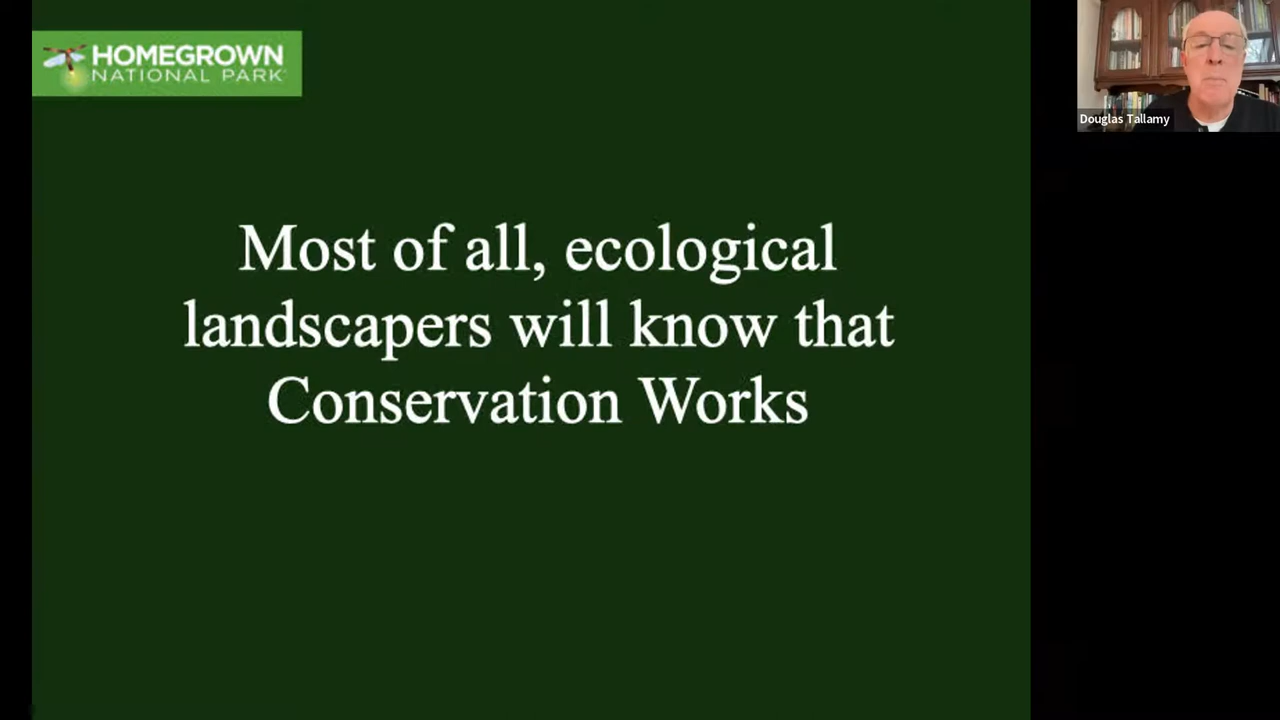 HOMEGROWN
NATIONAL PARK
Douglas Tallamy
Most of all, ecological
landscapers will know that
Conservation Works